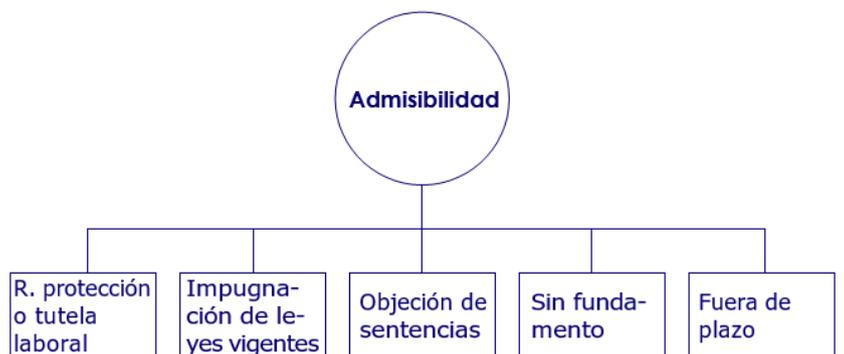 Admisibilidad
R. protección
o tutela
laboral
Impugna-
ción de le-
yes vigentes
Objeción de
sentencias
Sin funda-
mento
Fuera de
plazo